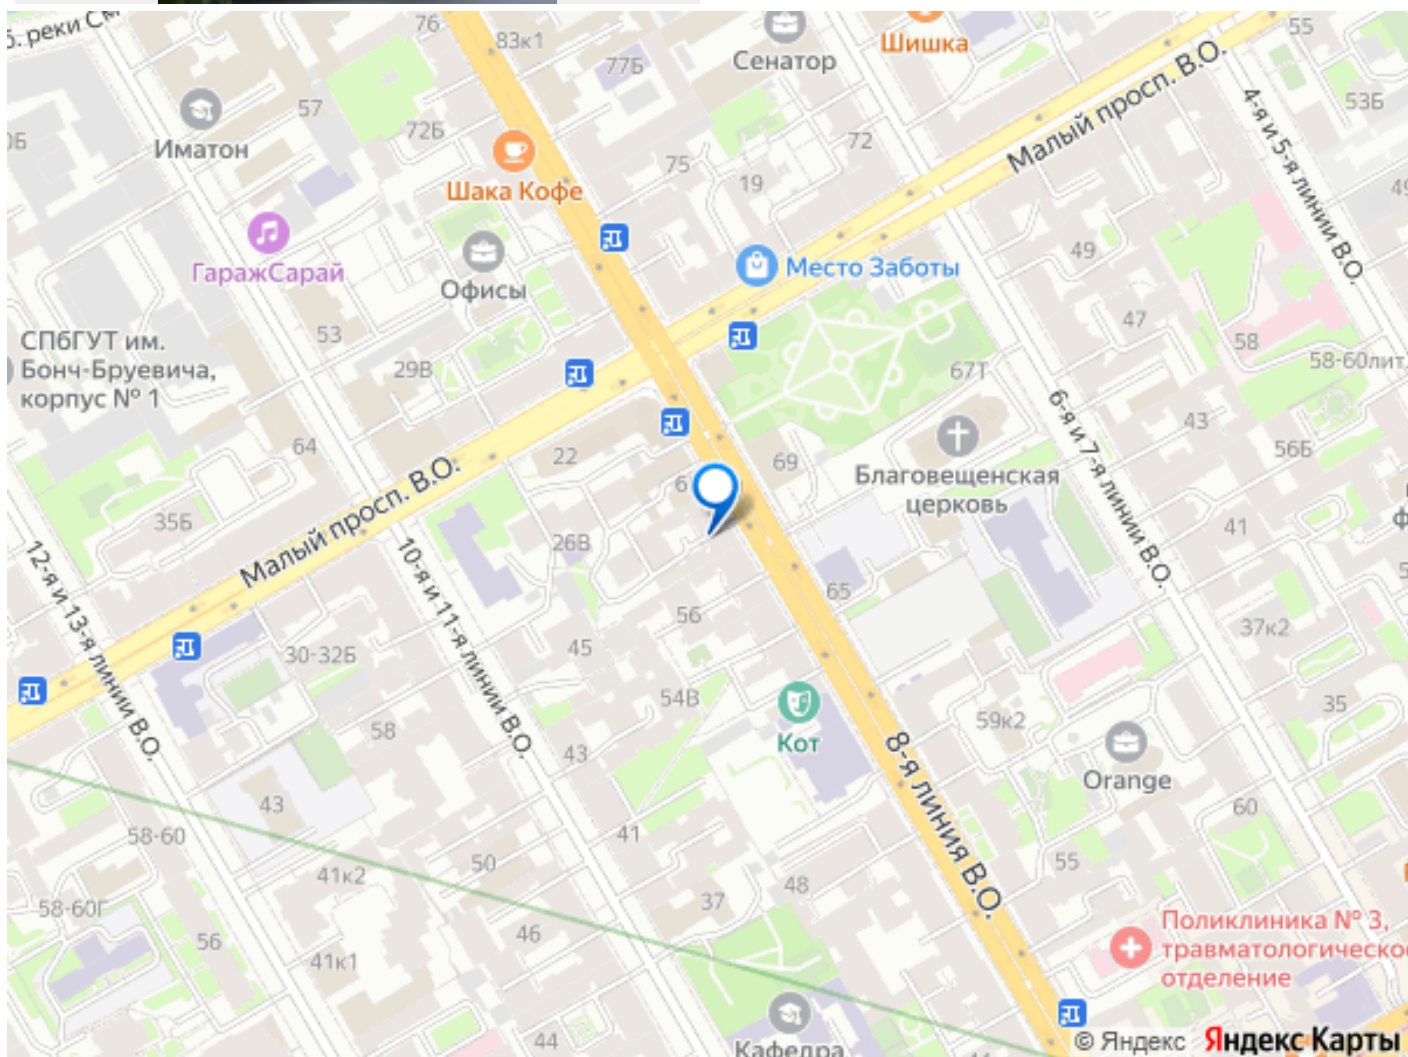 76
83к1
55
б. реки См
Шишка
Сенатор
77Б
Малый просп. В.О.
53Б
57
4-я и 5-я линии В.О.
72Б
72
Иматон
75
Шака Кофе
19
49
ГаражСарай
Место Заботы
Офисы
47
53
СПбГУТ им.
Бонч-Бруевича,
корпус № 1
58
58-60лит
29В
67Т
6-я и 7-я линии В.О.
43
64
22
69
56Б
Благовещенская
церковь
Малый просп. В.О.
6
35Б
41
26В
12-я и 13-я линии В.О.
10-я и 11-я линии В.О.
65
56
37к2
45
30-32Б
54В
35
59к2
58
Кот
43
8-я линия В.О.
Orange
43
60
58-60
41
50
55
41к2
48
37
58-60Г
Поликлиника № 3,
травматологическо
отделение
46
56
41к1
44
Кафедра
© Яндекс Яндекс Карты